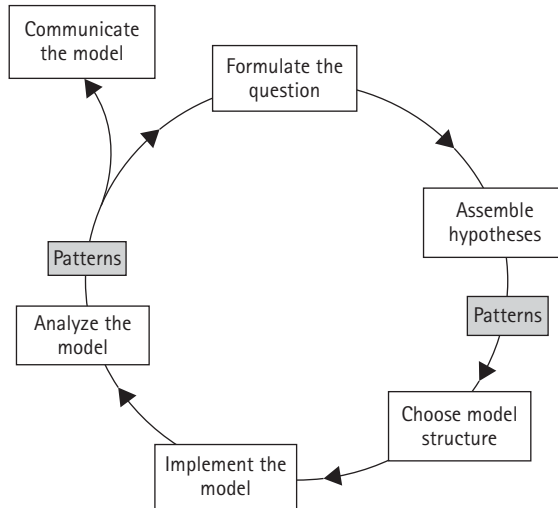 Communicate
the model
Formulate the
question
Assemble
hypotheses
Patterns
Choose model
structure
Implement the
model
Analyze the
model
Patterns